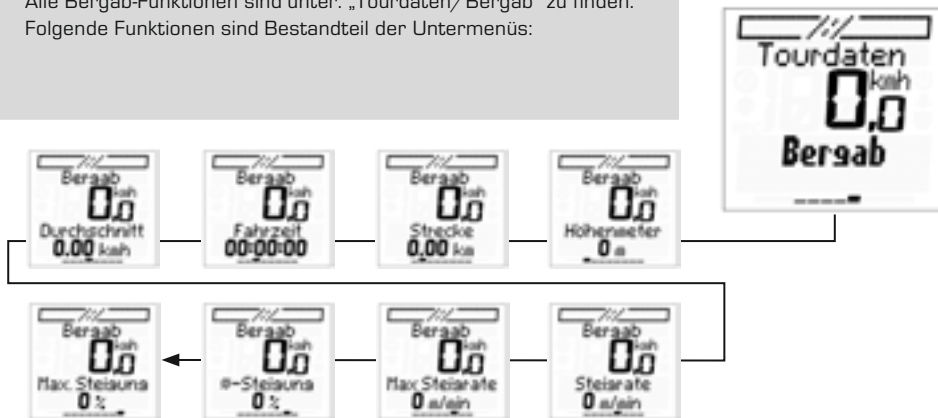 Alle Bergab-Funktionen sind unter: „Tourdaten/Bergab" zu finden.
Folgende Funktionen sind Bestandteil der Untermenüs:
Tourdaten
0,0 kmh
Bergab
Bergab
0,0 kmh
Durchschnitt
0.00 kmh
Bergab
0,0 kmh
Fahrzeit
00:00:00
Bergab
0,0 kmh
Strecke
0,00 km
Bergab
0,0 kmh
Höhenmeter
0 m
Bergab
0,0 kmh
Max. Steigung
0 %
Bergab
0,0 kmh
Ø-Steigung
0 %
Bergab
0,0 kmh
Max Steigrate
0 m/min
Bergab
0,0 kmh
Steigrate
0 m/min